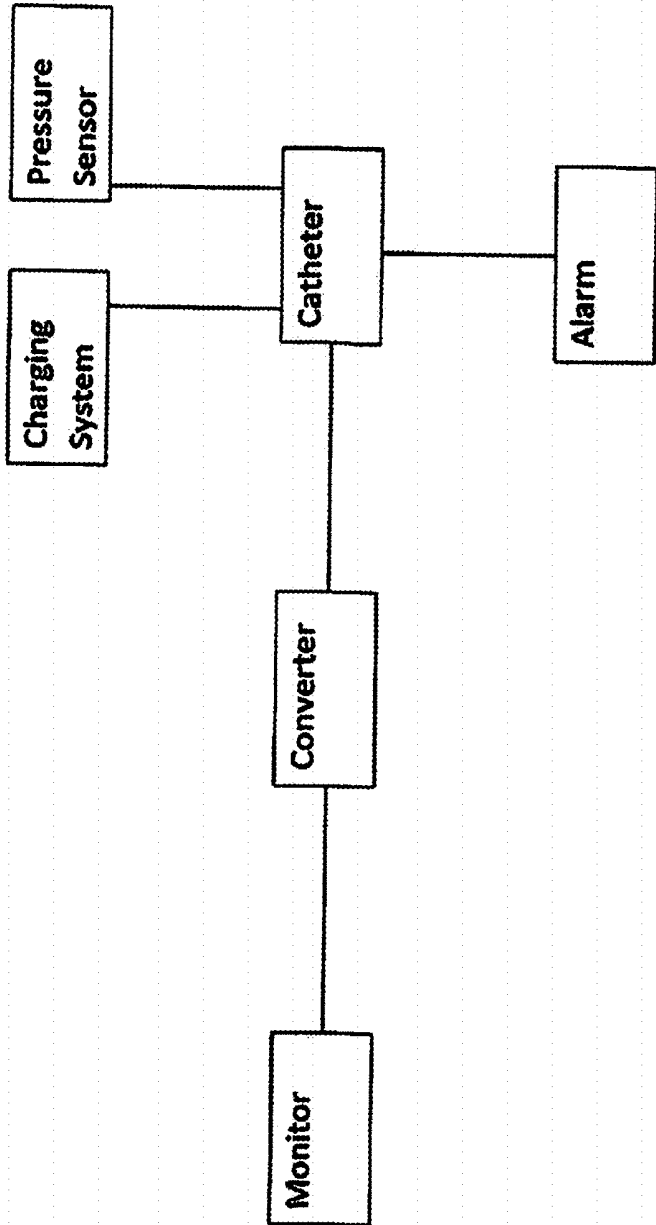 Monitor
Converter
Charging
System
Pressure
Sensor
Catheter
Alarm